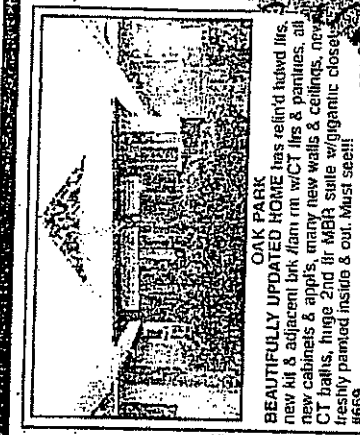 OAK PARK
BEAUTIFULLY UPDATED HOME has refin'd hdwd flrs,
new kit & adjacent brk /fam rm w/CT flrs & pantries, all
new cabinets & appl's, many new walls & ceilings, new
CT baths, huge 2nd flr MBR suite w/gigantic closet
freshly painted inside & out. Must see!!!